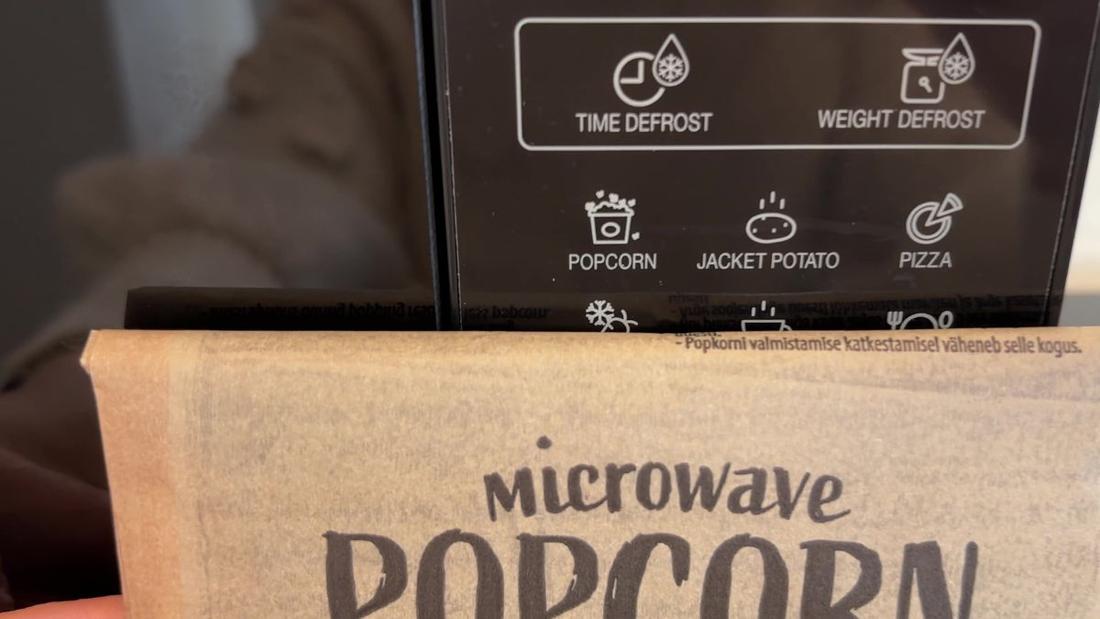 TIME DEFROST
WEIGHT DEFROST
POPCORN
JACKET POTATO
PIZZA
- Popkorni valmistamise katkestamisel väheneb selle kogus.
microwave
POPCORN